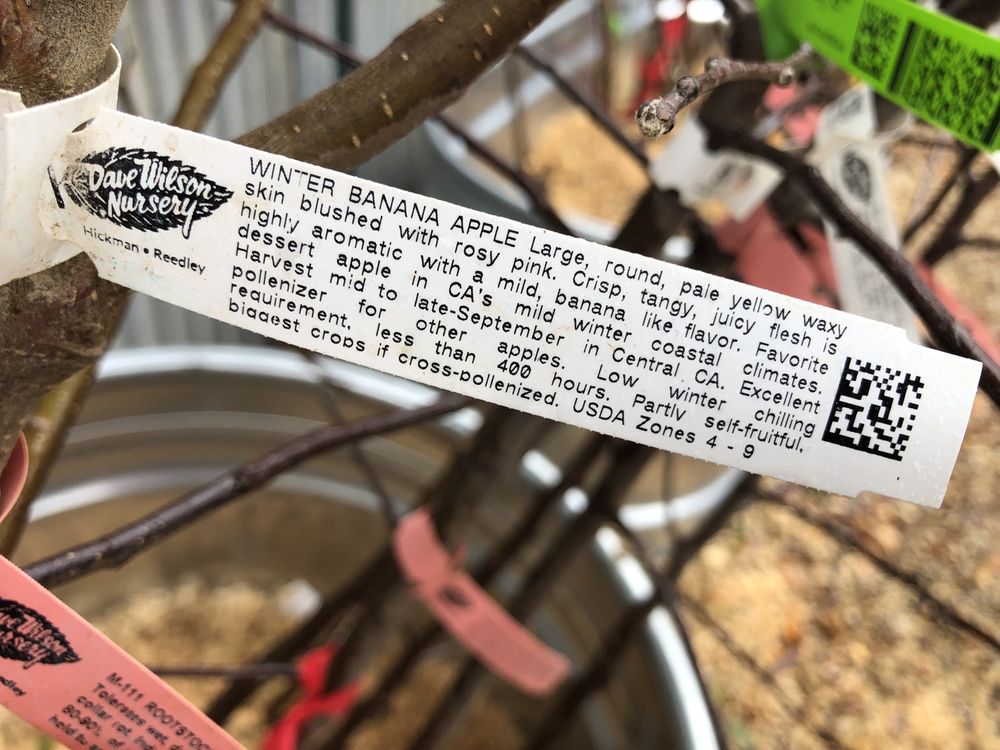 Dave Wilson
Nursery
Hickman • Reedley
WINTER BANANA APPLE Large, round, pale yellow waxy
skin blushed with rosy pink. Crisp, tangy, juicy flesh is
highly aromatic with a mild, banana like flavor. Favorite
dessert apple in CA's mild winter coastal climates.
Harvest mid to late-September in Central CA. Excellent
pollenizer for other apples. Low winter chilling
requirement, less than 400 hours. Partly self-fruitful,
biggest crops if cross-pollenized. USDA Zones 4 - 9
Wilson
M-111 ROOTSTOC
Tolerates wet,
collar rot.
80-90% of